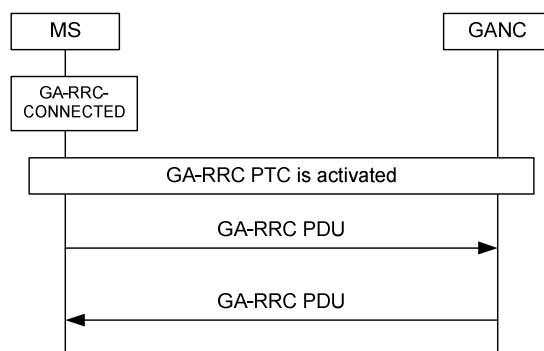 MS
GANC
GA-RRC-
CONNECTED
GA-RRC PTC is activated
GA-RRC PDU
GA-RRC PDU